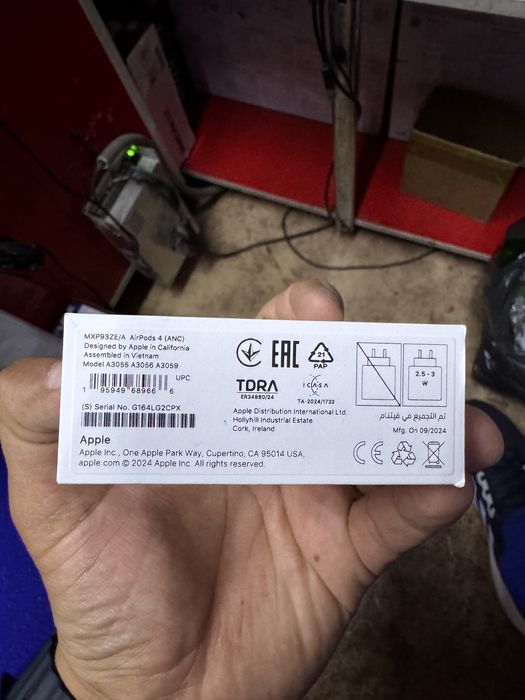 MXP93ZE/A AirPods 4 (ANC)
Designed by Apple in California
Assembled in Vietnam
Model A3055 A3056 A3059
UPC
1 95949 68966 6
(S) Serial No. G164LG2CPX
Apple
Apple Inc., One Apple Park Way, Cupertino, CA 95014 USA.
apple.com © 2024 Apple Inc. All rights reserved.
EAC
21
PAP
TDRA
ER34880/24
ICASA
TA-2024/1732
Apple Distribution International Ltd.
Hollyhill Industrial Estate
Cork, Ireland
2.5 - 3
W
تم التجميع في فيتنام
Mfg. On 09/2024
CE